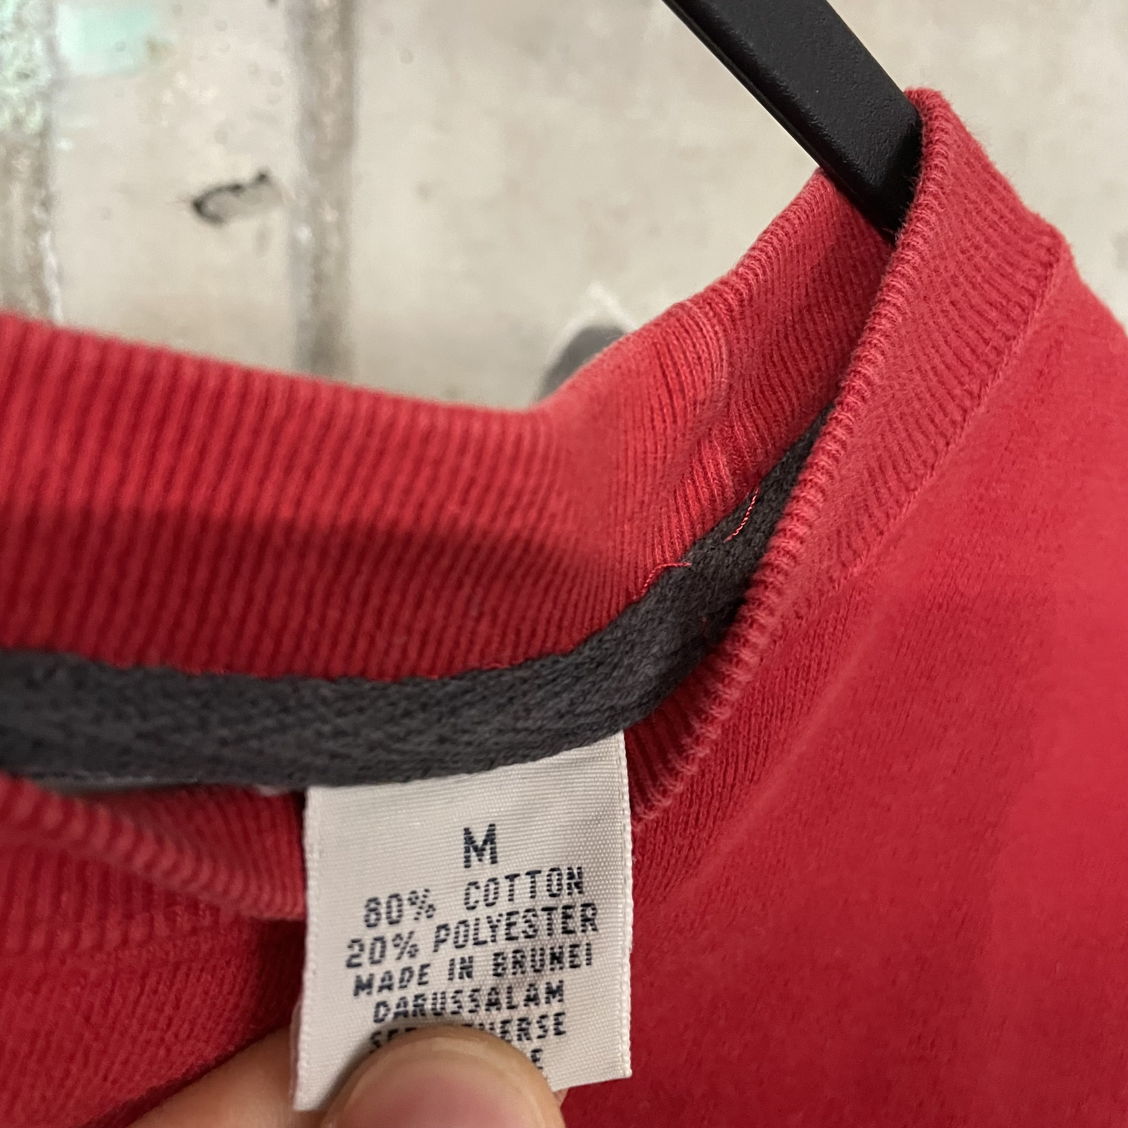 M
80% COTTON
20% POLYESTER
MADE IN BRUNEI
DARUSSALAM